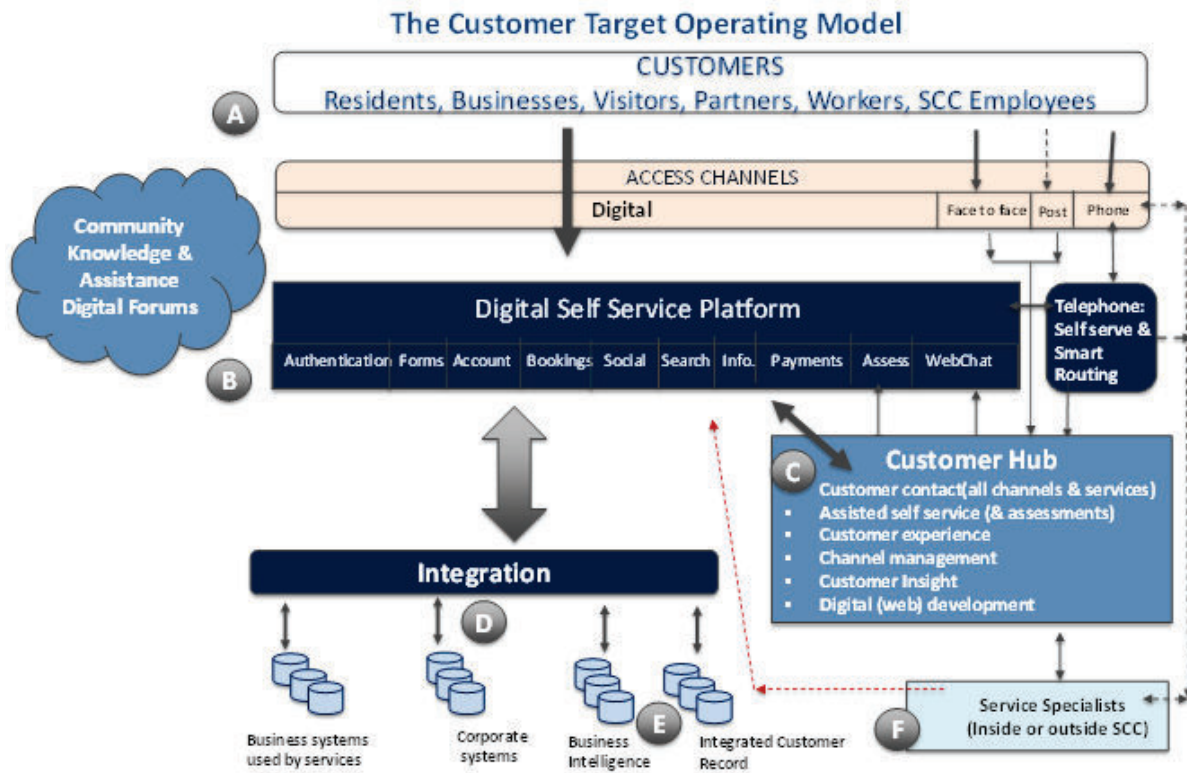 The Customer Target Operating Model
CUSTOMERS
Residents, Businesses, Visitors, Partners, Workers, SCC Employees
A
ACCESS CHANNELS
Digital
Face to face
Post
Phone
Community
Knowledge &
Assistance
Digital Forums
Digital Self Service Platform
Authentication
Forms
Account
Bookings
Social
Search
Info.
Payments
Assess
WebChat
B
Telephone:
Self serve &
Smart
Routing
C
Customer Hub
Customer contact(all channels & services)
▪ Assisted self service (& assessments)
▪ Customer experience
▪ Channel management
▪ Customer Insight
▪ Digital (web) development
Integration
D
Business systems
used by services
Corporate
systems
Business
Intelligence
E
Integrated Customer
Record
F
Service Specialists
(Inside or outside SCC)